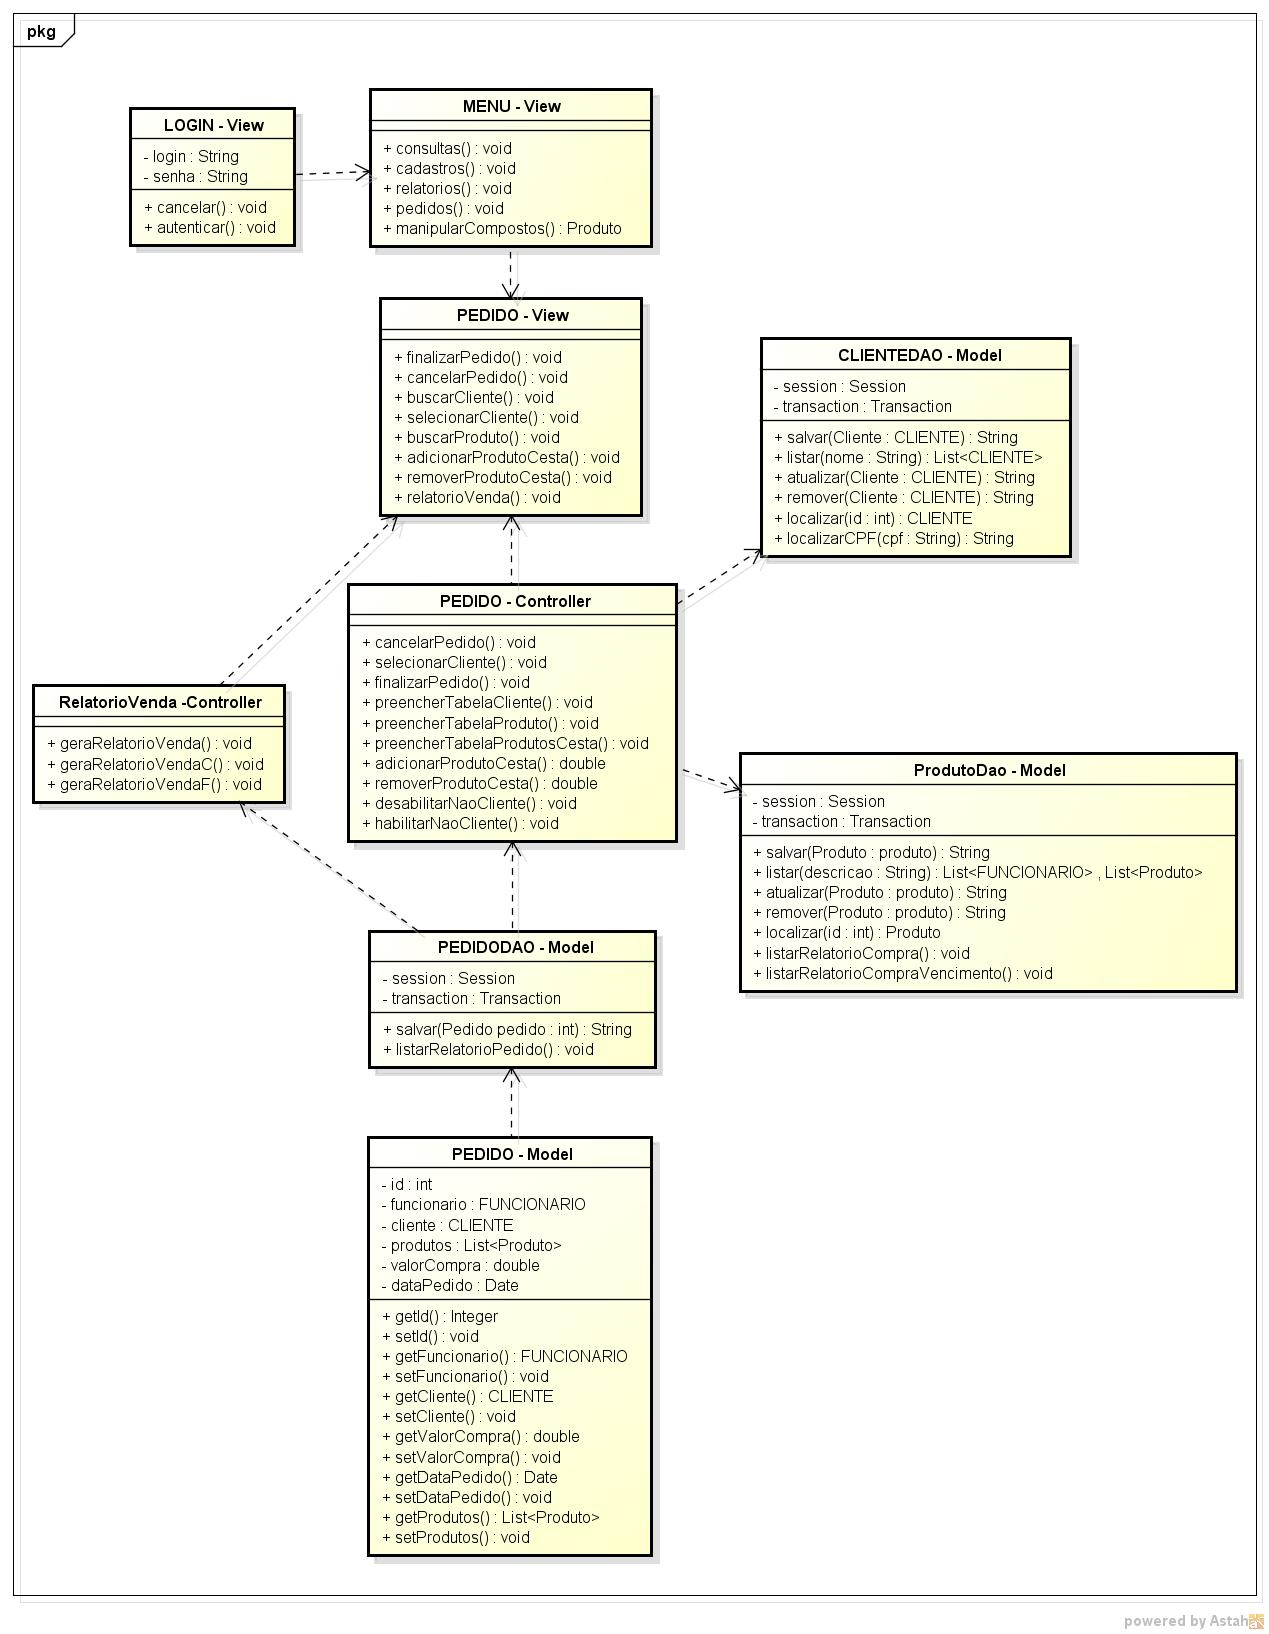 pkg
LOGIN - View
- login : String
- senha : String
+ cancelar() : void
+ autenticar() : void
MENU - View
+ consultas() : void
+ cadastros() : void
+ relatorios() : void
+ pedidos() : void
+ manipularCompostos() : Produto
PEDIDO - View
+ finalizarPedido() : void
+ cancelarPedido() : void
+ buscarCliente() : void
+ selecionarCliente() : void
+ buscarProduto() : void
+ adicionarProdutoCesta() : void
+ removerProdutoCesta() : void
+ relatorioVenda() : void
CLIENTEDAO - Model
- session : Session
- transaction : Transaction
+ salvar(Cliente : CLIENTE) : String
+ listar(nome : String) : List<CLIENTE>
+ atualizar(Cliente : CLIENTE) : String
+ remover(Cliente : CLIENTE) : String
+ localizar(id : int) : CLIENTE
+ localizarCPF(cpf : String) : String
PEDIDO - Controller
+ cancelarPedido() : void
+ selecionarCliente() : void
+ finalizarPedido() : void
+ preencherTabelaCliente() : void
+ preencherTabelaProduto() : void
+ preencherTabelaProdutosCesta() : void
+ adicionarProdutoCesta() : double
+ removerProdutoCesta() : double
+ desabilitarNaoCliente() : void
+ habilitarNaoCliente() : void
RelatorioVenda -Controller
+ geraRelatorioVenda() : void
+ geraRelatorioVendaC() : void
+ geraRelatorioVendaF() : void
ProdutoDao - Model
- session : Session
- transaction : Transaction
+ salvar(Produto : produto) : String
+ listar(descricao : String) : List<FUNCIONARIO> , List<Produto>
+ atualizar(Produto : produto) : String
+ remover(Produto : produto) : String
+ localizar(id : int) : Produto
+ listarRelatorioCompra() : void
+ listarRelatorioCompraVencimento() : void
PEDIDODAO - Model
- session : Session
- transaction : Transaction
+ salvar(Pedido pedido : int) : String
+ listarRelatorioPedido() : void
PEDIDO - Model
- id : int
- funcionario : FUNCIONARIO
- cliente : CLIENTE
- produtos : List<Produto>
- valorCompra : double
- dataPedido : Date
+ getId() : Integer
+ setId() : void
+ getFuncionario() : FUNCIONARIO
+ setFuncionario() : void
+ getCliente() : CLIENTE
+ setCliente() : void
+ getValorCompra() : double
+ setValorCompra() : void
+ getDataPedido() : Date
+ setDataPedido() : void
+ getProdutos() : List<Produto>
+ setProdutos() : void
powered by Astah